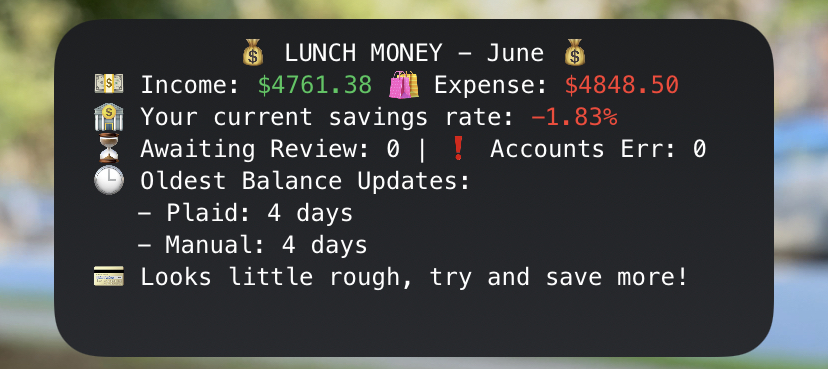 💰 LUNCH MONEY – June 💰
💵 Income: $4761.38 🛍️ Expense: $4848.50
🏦 Your current savings rate: -1.83%
⏳ Awaiting Review: 0 | ❗ Accounts Err: 0
🕒 Oldest Balance Updates:
– Plaid: 4 days
– Manual: 4 days
💳 Looks little rough, try and save more!